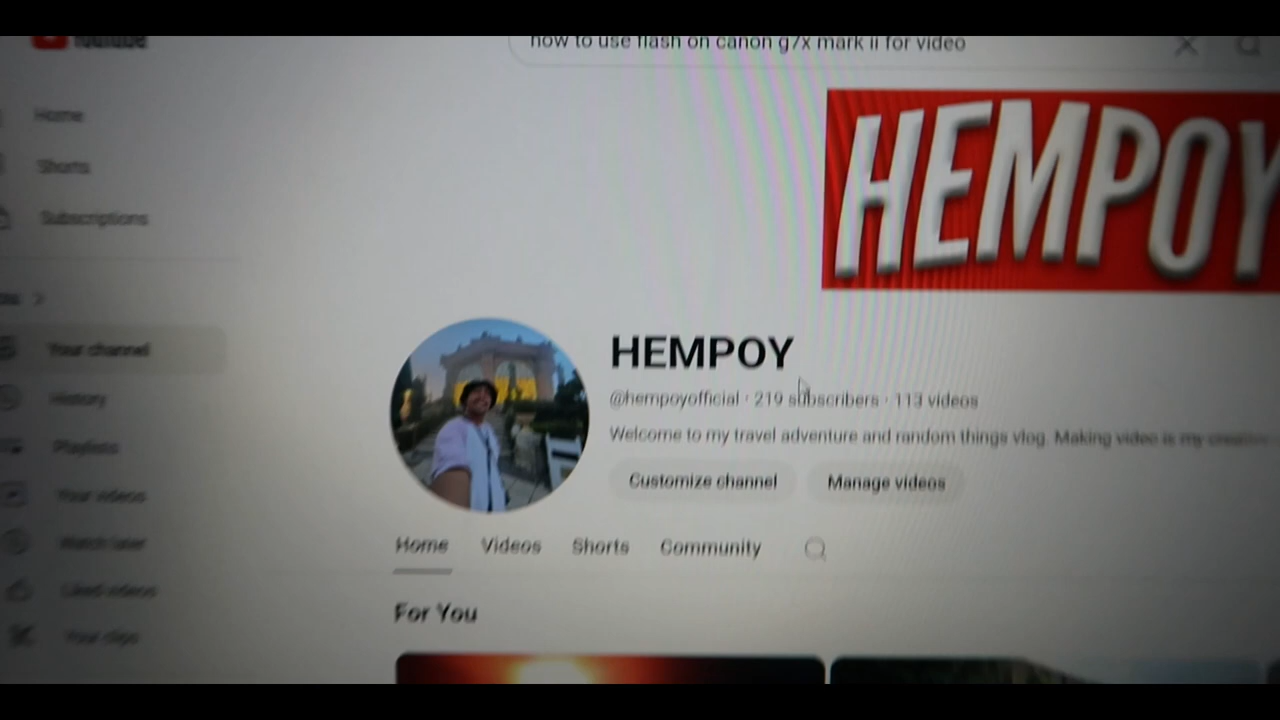 YouTube
how to use flash on canon g7x mark ii for video
Home
Shorts
Subscriptions
HEMPOY
Your channel
History
Playlists
Your videos
Watch later
Liked videos
Your clips
HEMPOY
@hempoyofficial · 219 subscribers · 113 videos
Welcome to my travel adventure and random things vlog. Making video is my
Customize channel
Manage videos
Home
Videos
Shorts
Community
For You